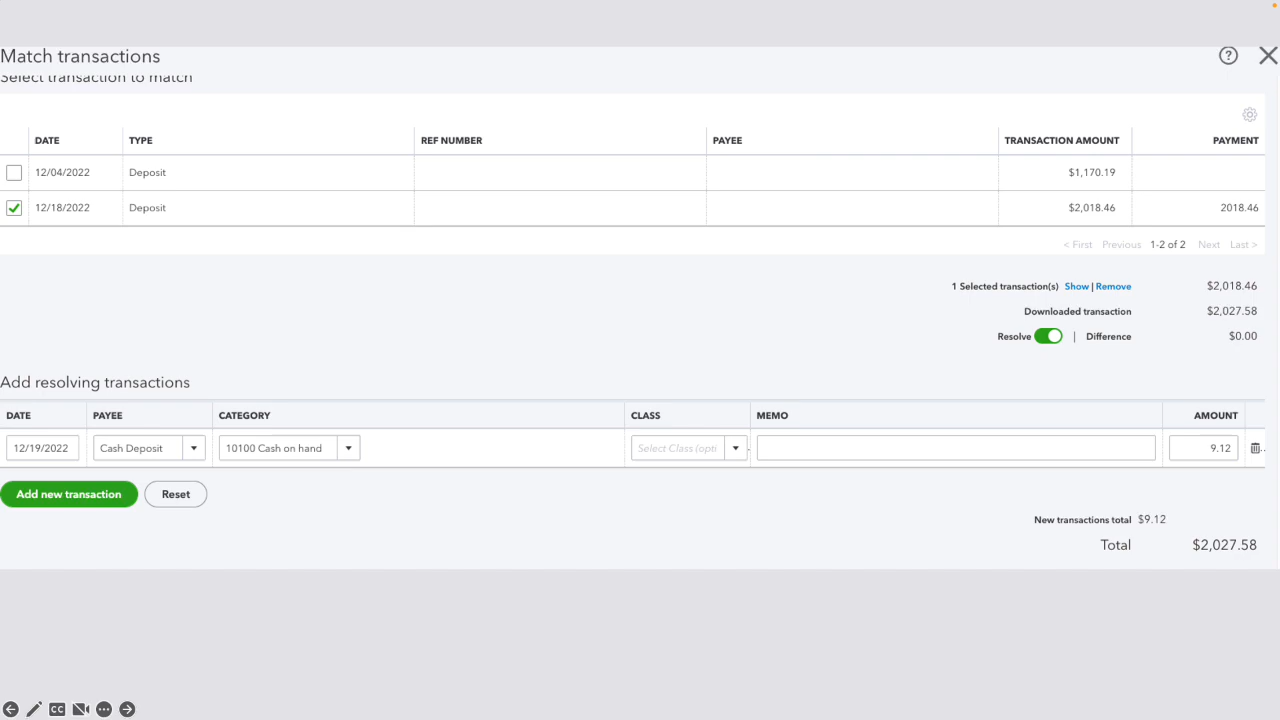 Match transactions
Select transaction to match
DATE TYPE REF NUMBER PAYEE TRANSACTION AMOUNT PAYMENT
12/04/2022 Deposit $1,170.19
12/18/2022 Deposit $2,018.46 2018.46
< First Previous 1-2 of 2 Next Last >
1 Selected transaction(s) Show | Remove $2,018.46
Downloaded transaction $2,027.58
Resolve | Difference $0.00
Add resolving transactions
DATE PAYEE CATEGORY CLASS MEMO AMOUNT
12/19/2022 Cash Deposit 10100 Cash on hand Select Class (opti 9.12
Add new transaction Reset
New transactions total $9.12
Total $2,027.58
CC